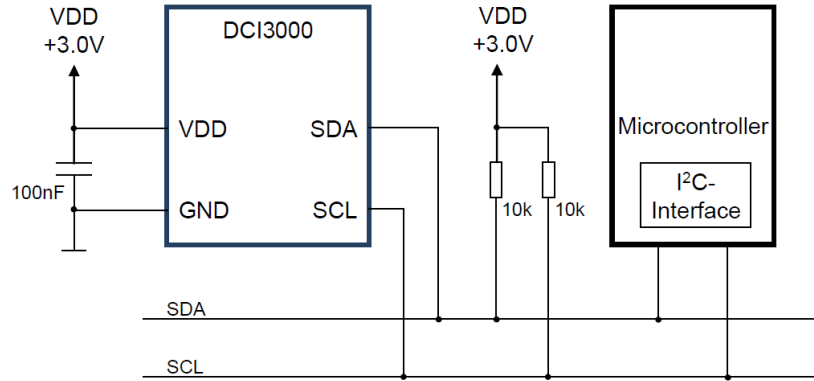 VDD
+3.0V
DCI3000
VDD
SDA
GND
SCL
100nF
VDD
+3.0V
10k
10k
Microcontroller
I²C-
Interface
SDA
SCL